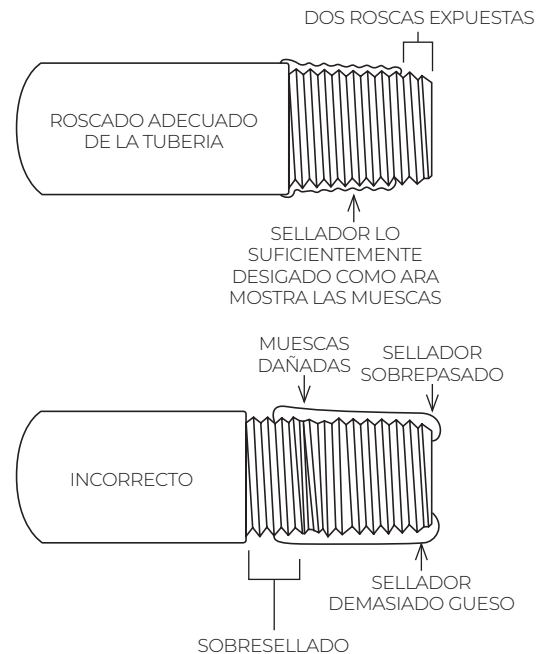 DOS ROSCAS EXPUESTAS
ROSCADO ADECUADO
DE LA TUBERIA
SELLADOR LO
SUFICIENTEMENTE
DESIGADO COMO ARA
MOSTRA LAS MUESCAS
MUESCAS
DAÑADAS
SELLADOR
SOBREPASADO
INCORRECTO
SELLADOR
DEMASIADO GUESO
SOBRESELLADO